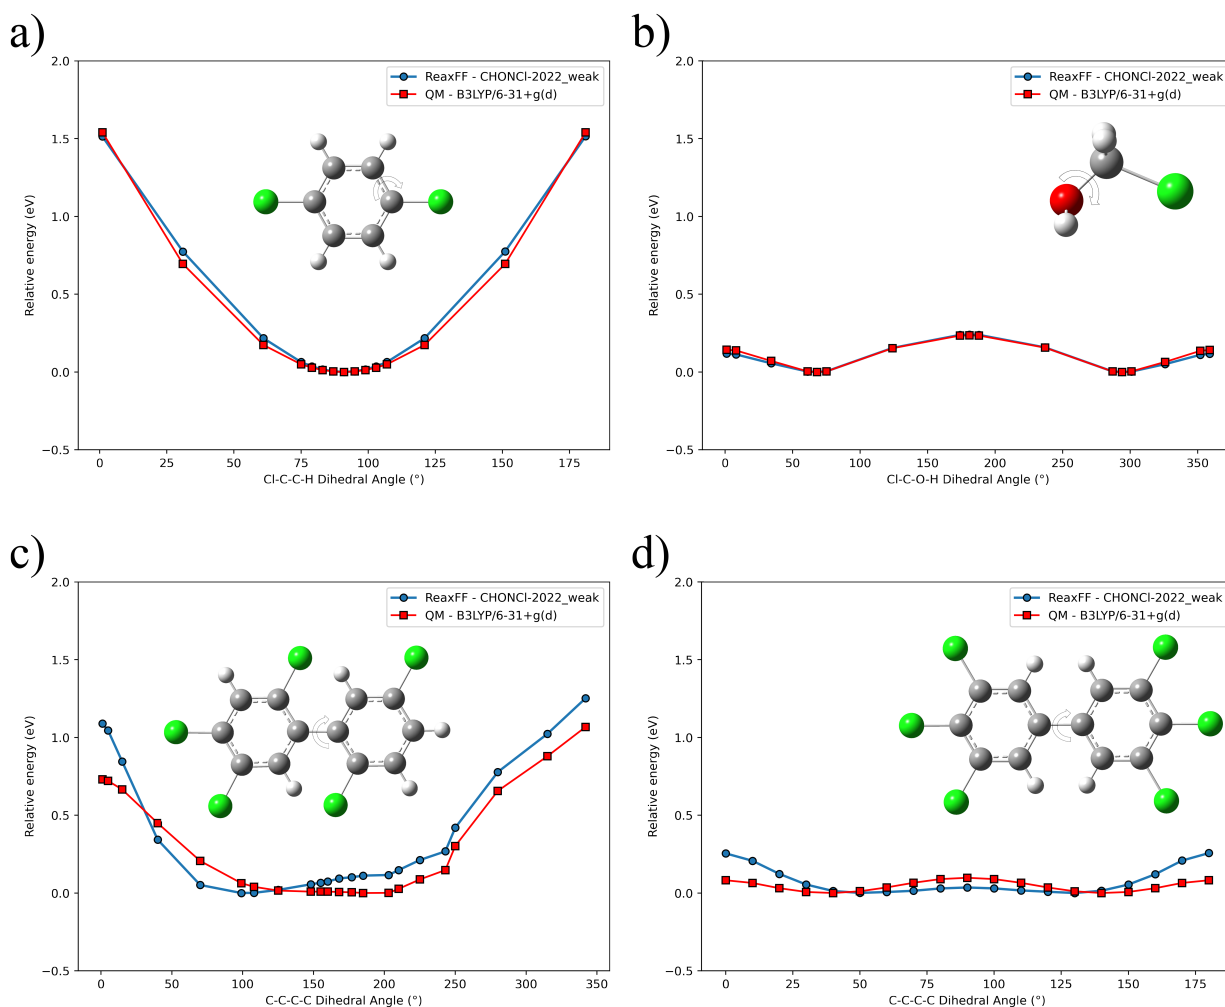 a)
2.0
1.5
1.0
0.5
0.0
−0.5
Relative energy (eV)
ReaxFF - CHONCl-2022_weak
QM - B3LYP/6-31+g(d)
0 25 50 75 100 125 150 175
Cl-C-C-H Dihedral Angle (°)
b)
2.0
1.5
1.0
0.5
0.0
−0.5
Relative energy (eV)
ReaxFF - CHONCl-2022_weak
QM - B3LYP/6-31+g(d)
0 50 100 150 200 250 300 350
Cl-C-O-H Dihedral Angle (°)
c)
2.0
1.5
1.0
0.5
0.0
−0.5
Relative energy (eV)
ReaxFF - CHONCl-2022_weak
QM - B3LYP/6-31+g(d)
0 50 100 150 200 250 300 350
C-C-C-C Dihedral Angle (°)
d)
2.0
1.5
1.0
0.5
0.0
−0.5
Relative energy (eV)
ReaxFF - CHONCl-2022_weak
QM - B3LYP/6-31+g(d)
0 25 50 75 100 125 150 175
C-C-C-C Dihedral Angle (°)